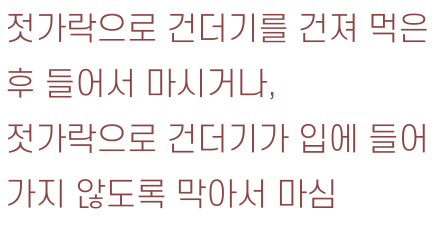 젓가락으로 건더기를 건져 먹은
후 들어서 마시거나,
젓가락으로 건더기가 입에 들어
가지 않도록 막아서 마심